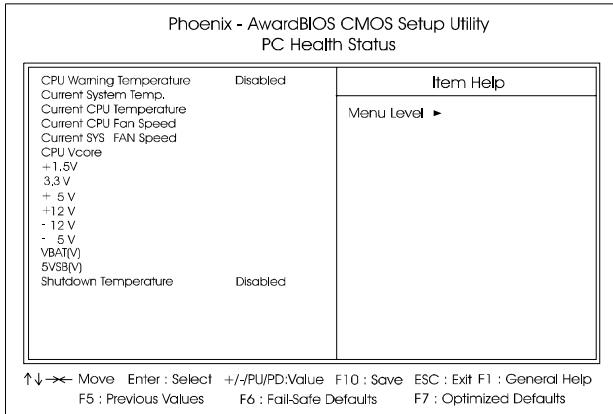 Phoenix - AwardBIOS CMOS Setup Utility
PC Health Status
CPU Warning Temperature Disabled
Current System Temp.
Current CPU Temperature
Current CPU Fan Speed
Current SYS FAN Speed
CPU Vcore
+1.5V
3.3 V
+ 5 V
+12 V
- 12 V
- 5 V
VBAT(V)
5VSB(V)
Shutdown Temperature Disabled
Item Help
Menu Level ►
↑↓→← Move Enter : Select +/-/PU/PD:Value F10 : Save ESC : Exit F1 : General Help
F5 : Previous Values F6 : Fail-Safe Defaults F7 : Optimized Defaults